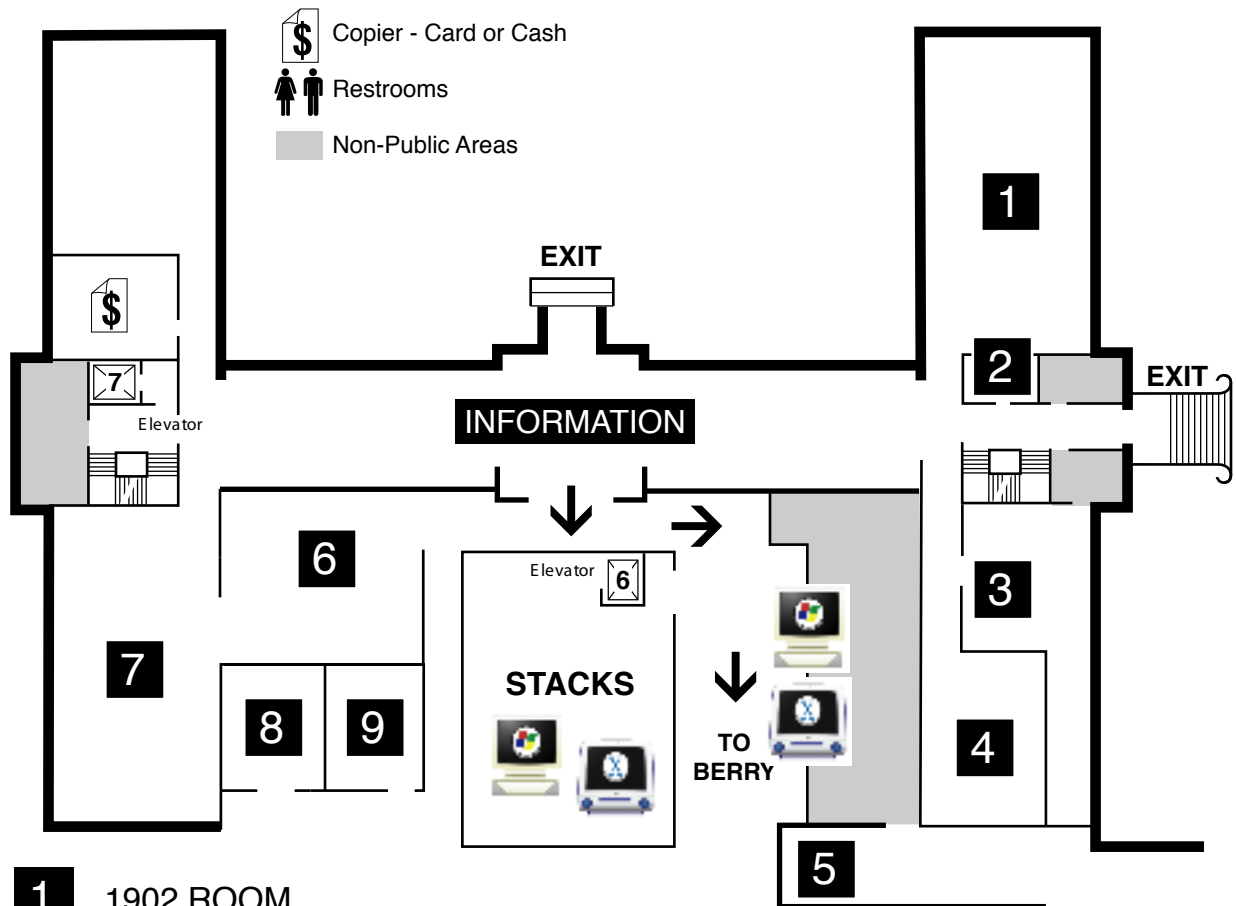 $ Copier - Card or Cash
Restrooms
Non-Public Areas
1
EXIT
$
2
EXIT
7
Elevator
INFORMATION
6
Elevator 6
3
7
STACKS
8
9
X
X
TO
BERRY
4
5
1 1902 ROOM